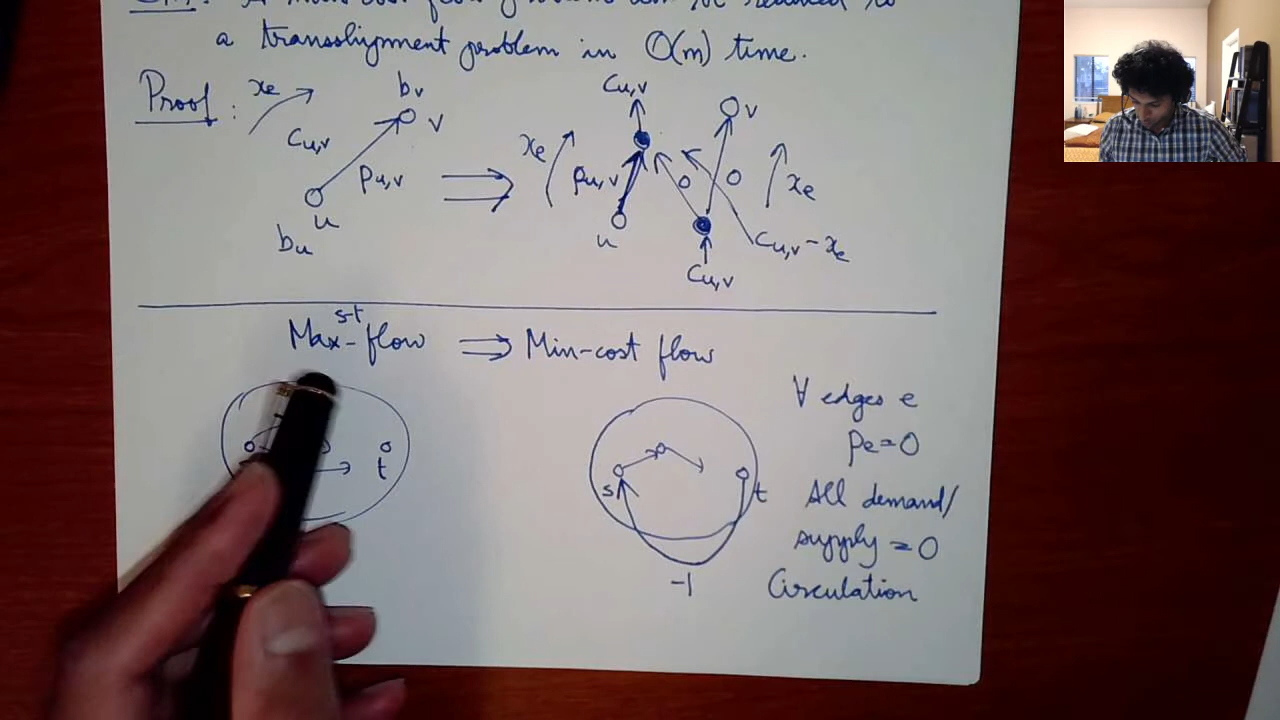 a transshipment problem in O(m) time.
Proof :
xe
Cu,v
bv
v
pu,v
u
bu
⟹
Cu,v
v
xe
pu,v
0
0
xe
u
Cu,v - xe
Cu,v
s-t
Max-flow ⟹ Min-cost flow
t
s
t
-1
∀ edges e
pe = 0
All demand/
supply = 0
Circulation